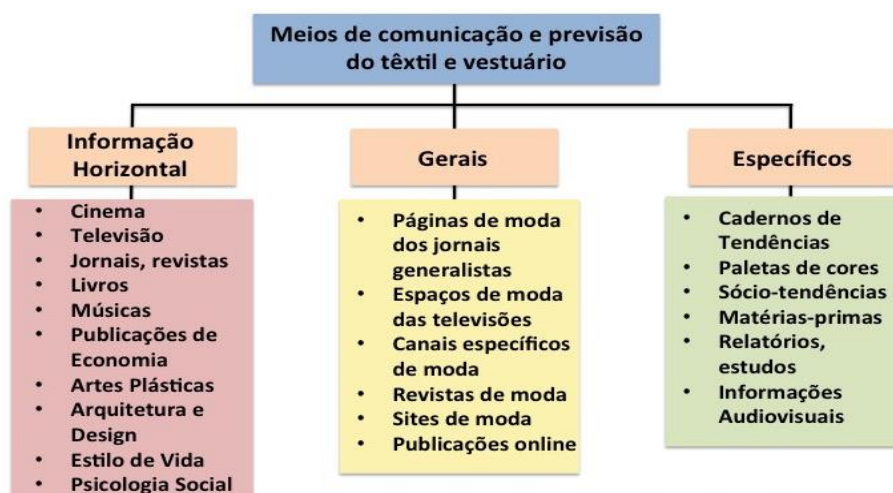 Meios de comunicação e previsão
do têxtil e vestuário
Informação
Horizontal
• Cinema
• Televisão
• Jornais, revistas
• Livros
• Músicas
• Publicações de
Economia
• Artes Plásticas
• Arquitetura e
Design
• Estilo de Vida
• Psicologia Social
Gerais
• Páginas de moda
dos jornais
generalistas
• Espaços de moda
das televisões
• Canais específicos
de moda
• Revistas de moda
• Sites de moda
• Publicações online
Específicos
• Cadernos de
Tendências
• Paletas de cores
• Sócio-tendências
• Matérias-primas
• Relatórios,
estudos
• Informações
Audiovisuais